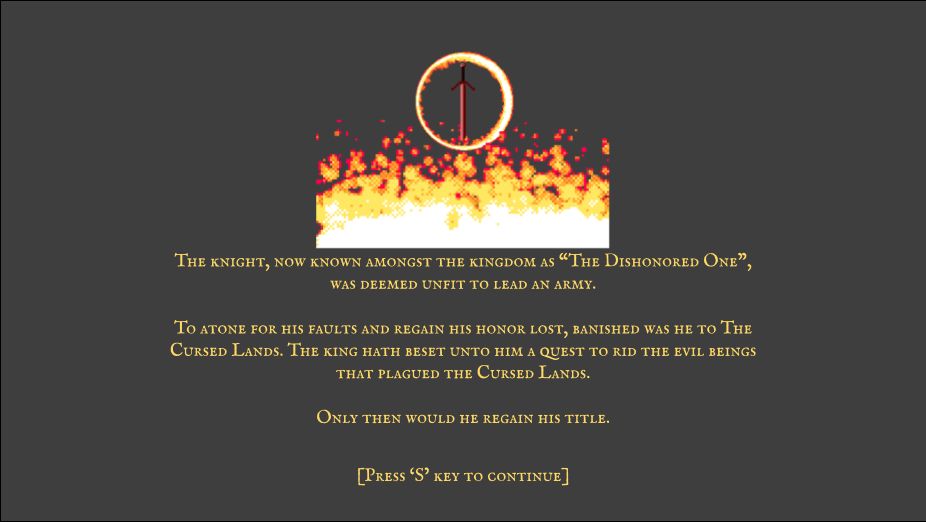 The knight, now known amongst the kingdom as “The Dishonored One”,
was deemed unfit to lead an army.
To atone for his faults and regain his honor lost, banished was he to The
Cursed Lands. The king hath beset unto him a quest to rid the evil beings
that plagued the Cursed Lands.
Only then would he regain his title.
[Press ‘S’ key to continue]